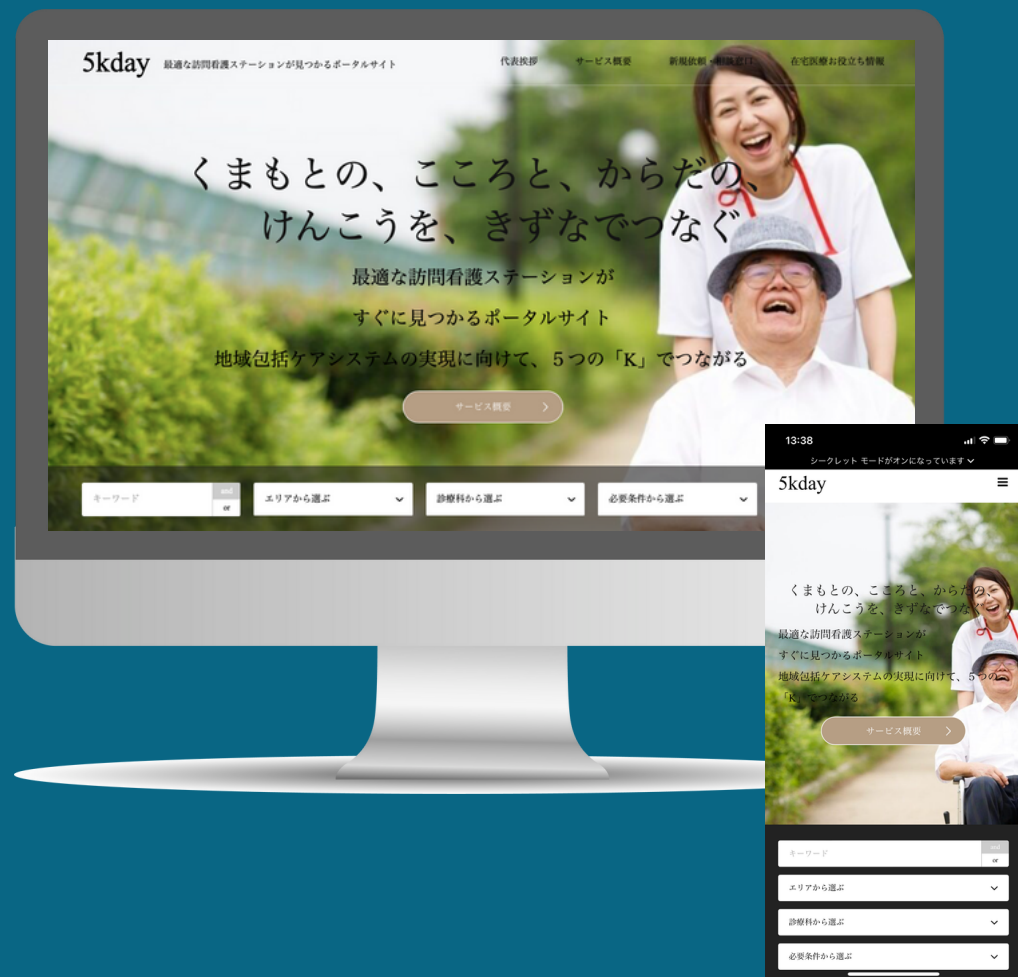 5kday 最適な訪問看護ステーションが見つかるポータルサイト 代表挨拶 サービス概要 新規依頼・相談窓口 在宅医療お役立ち情報
くまもとの、こころと、からだの、
けんこうを、きずなでつなぐ
最適な訪問看護ステーションが
すぐに見つかるポータルサイト
地域包括ケアシステムの実現に向けて、５つの「K」でつながる
サービス概要
キーワード and or エリアから選ぶ 診療科から選ぶ 必要条件から選ぶ
13:38
シークレット モードがオンになっています
5kday
くまもとの、こころと、からだの、
けんこうを、きずなでつなぐ
最適な訪問看護ステーションが
すぐに見つかるポータルサイト
地域包括ケアシステムの実現に向けて、５つの
「K」でつながる
サービス概要
キーワード and
or
エリアから選ぶ
診療科から選ぶ
必要条件から選ぶ